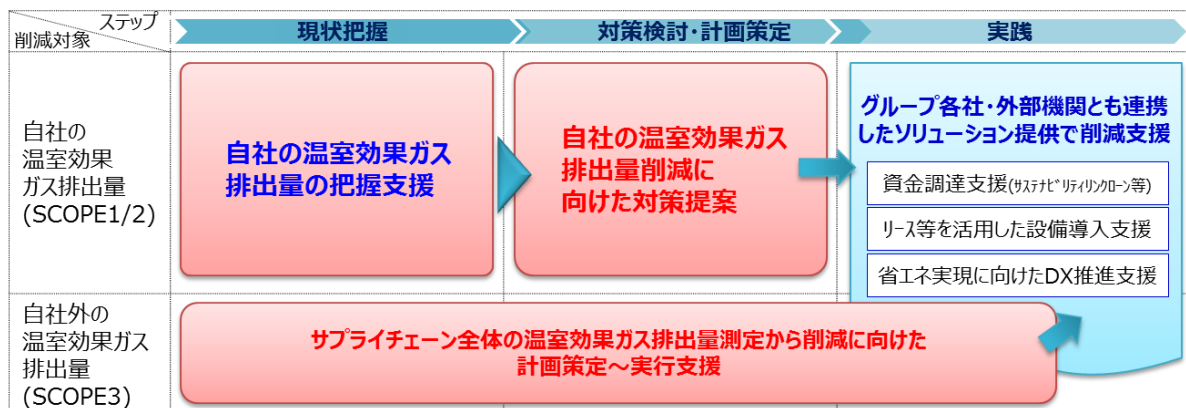 ステップ
削減対象
現状把握
対策検討・計画策定
実践
自社の
温室効果
ガス排出量
(SCOPE1/2)
自社の温室効果ガス
排出量の把握支援
自社の温室効果ガス
排出量削減に
向けた対策提案
グループ各社・外部機関とも連携
したソリューション提供で削減支援
資金調達支援(ｻｽﾃﾅﾋﾞﾘﾃｨﾘﾝｸﾛｰﾝ等)
リース等を活用した設備導入支援
省エネ実現に向けたDX推進支援
自社外の
温室効果ガス
排出量
(SCOPE3)
サプライチェーン全体の温室効果ガス排出量測定から削減に向けた
計画策定～実行支援